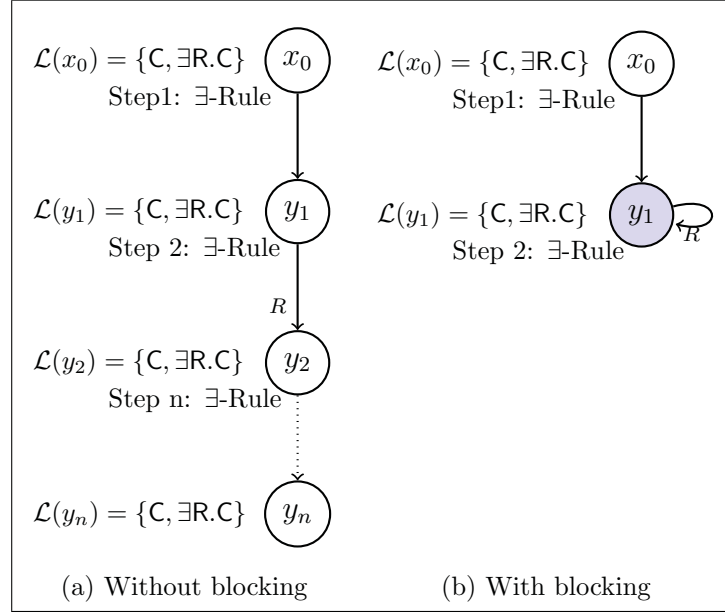 ℒ(x₀) = {C, ∃R.C} x₀
Step1: ∃-Rule
ℒ(y₁) = {C, ∃R.C} y₁
Step 2: ∃-Rule
R
ℒ(y₂) = {C, ∃R.C} y₂
Step n: ∃-Rule
ℒ(yₙ) = {C, ∃R.C} yₙ
(a) Without blocking
ℒ(x₀) = {C, ∃R.C} x₀
Step1: ∃-Rule
ℒ(y₁) = {C, ∃R.C} y₁
R
Step 2: ∃-Rule
(b) With blocking